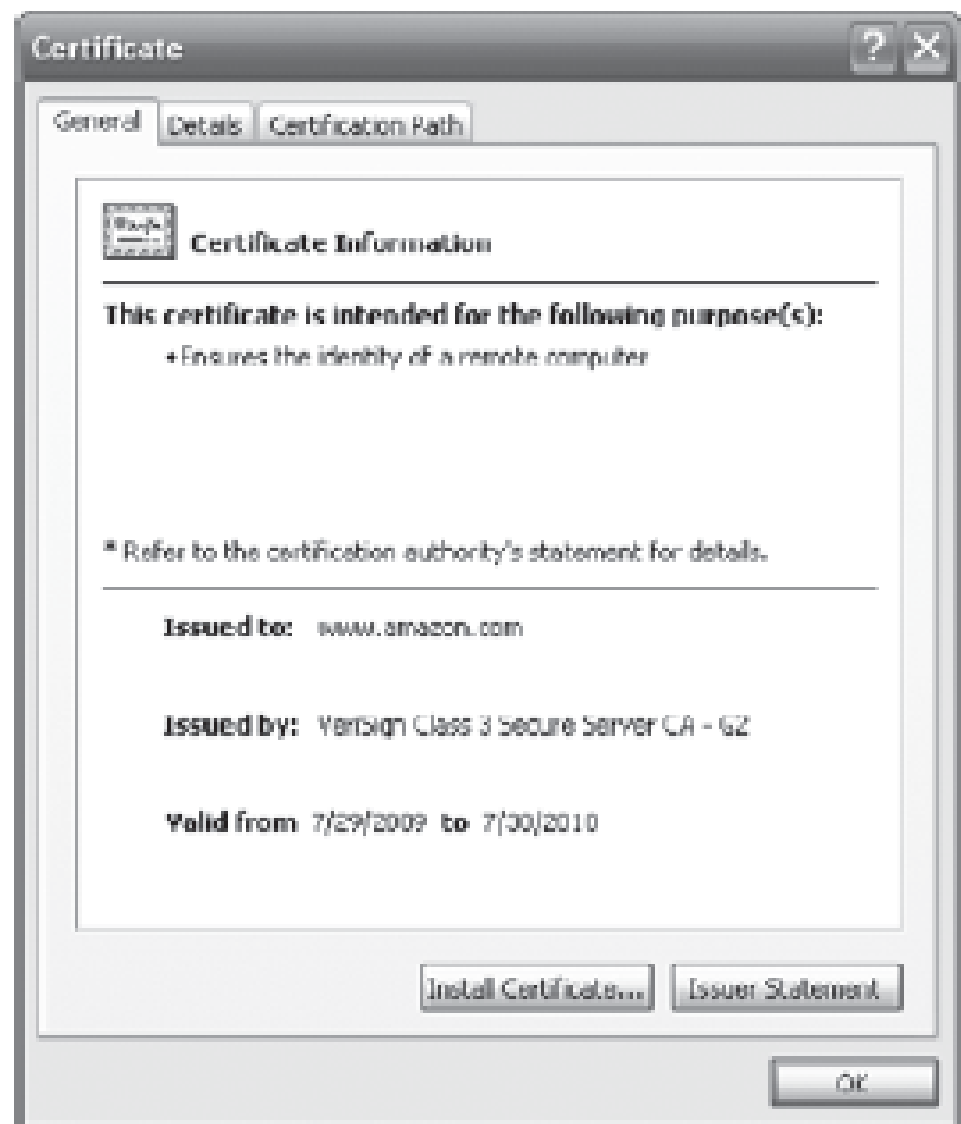 Certificate
General Details Certification Path
Certificate Information
This certificate is intended for the following purpose(s):
•Ensures the identity of a remote computer
* Refer to the certification authority's statement for details.
Issued to: www.amazon.com
Issued by: VeriSign Class 3 Secure Server CA - G2
Valid from 7/29/2009 to 7/30/2010
Install Certificate... Issuer Statement
OK